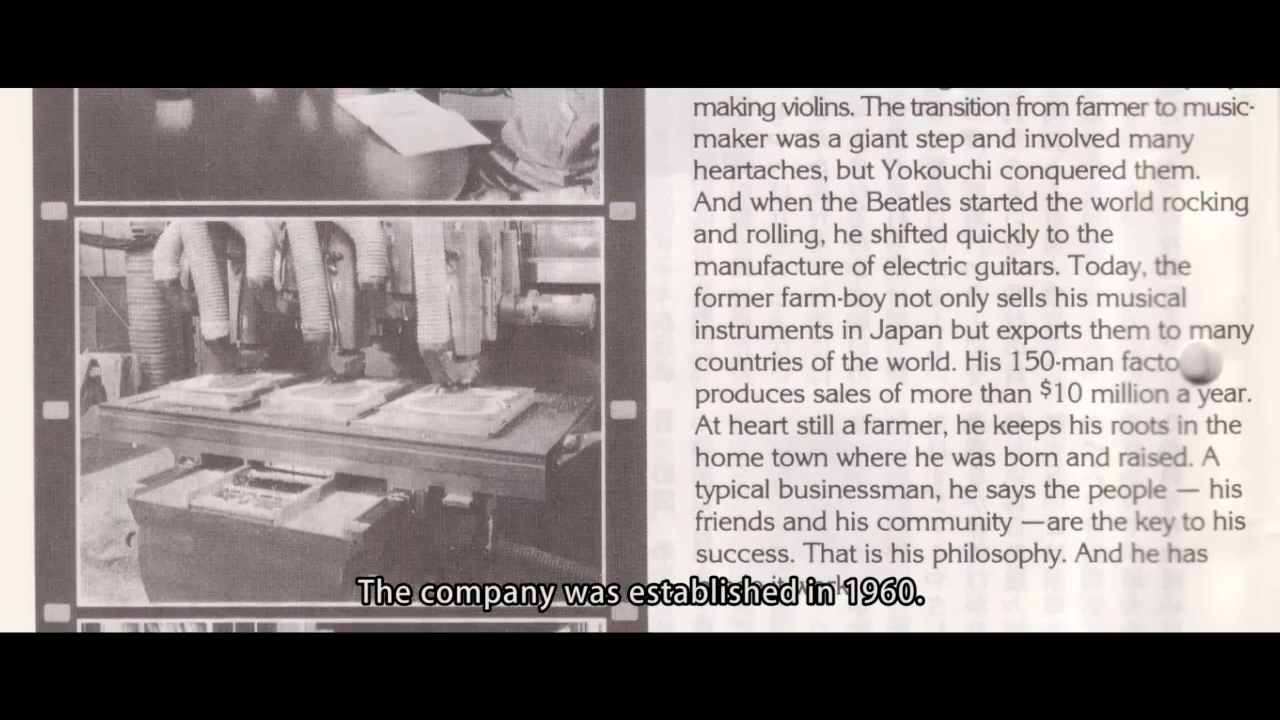 making violins. The transition from farmer to music-
maker was a giant step and involved many
heartaches, but Yokouchi conquered them.
And when the Beatles started the world rocking
and rolling, he shifted quickly to the
manufacture of electric guitars. Today, the
former farm-boy not only sells his musical
instruments in Japan but exports them to many
countries of the world. His 150-man facto
produces sales of more than $10 million a year.
At heart still a farmer, he keeps his roots in the
home town where he was born and raised. A
typical businessman, he says the people — his
friends and his community —are the key to his
success. That is his philosophy. And he has
The company was established in 1960.